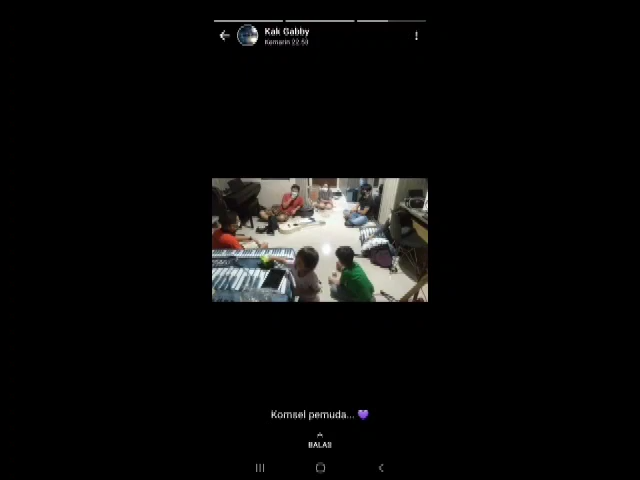 Kak Gabby
Kemarin 22.53
Komsel pemuda... 💜
BALAS